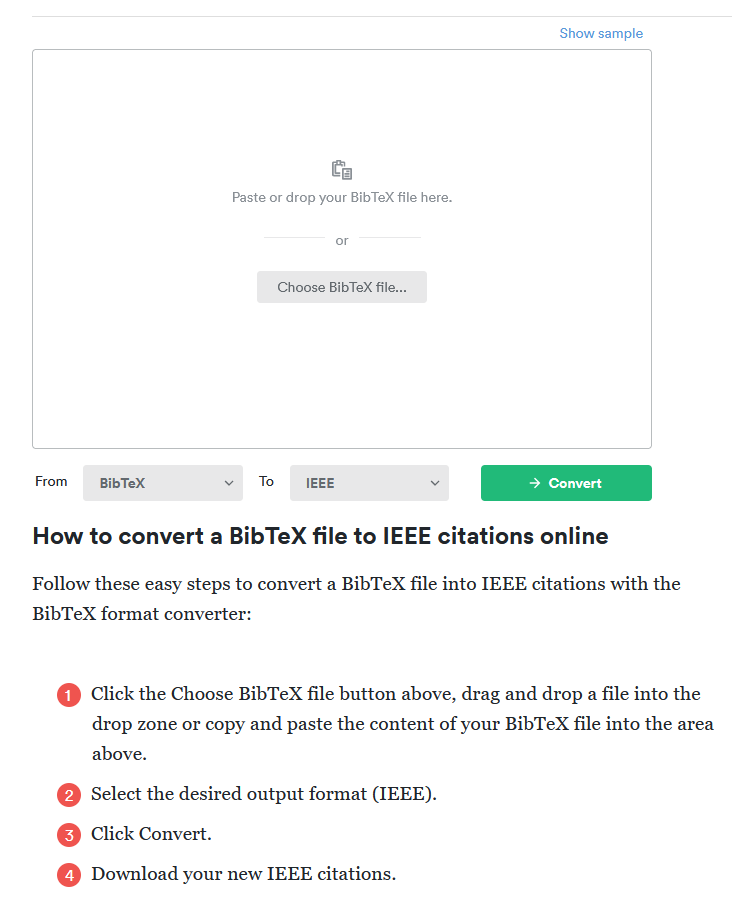 Show sample
Paste or drop your BibTeX file here.
or
Choose BibTeX file...
From BibTeX To IEEE → Convert
How to convert a BibTeX file to IEEE citations online
Follow these easy steps to convert a BibTeX file into IEEE citations with the
BibTeX format converter:
1 Click the Choose BibTeX file button above, drag and drop a file into the
drop zone or copy and paste the content of your BibTeX file into the area
above.
2 Select the desired output format (IEEE).
3 Click Convert.
4 Download your new IEEE citations.